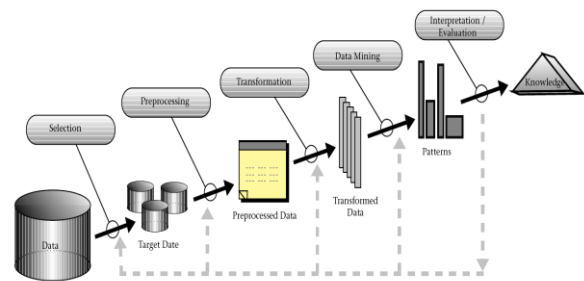 Interpretation /
Evaluation
Data Mining
Transformation
Preprocessing
Selection
Knowledge
Patterns
Transformed
Data
Preprocessed Data
Target Date
Data